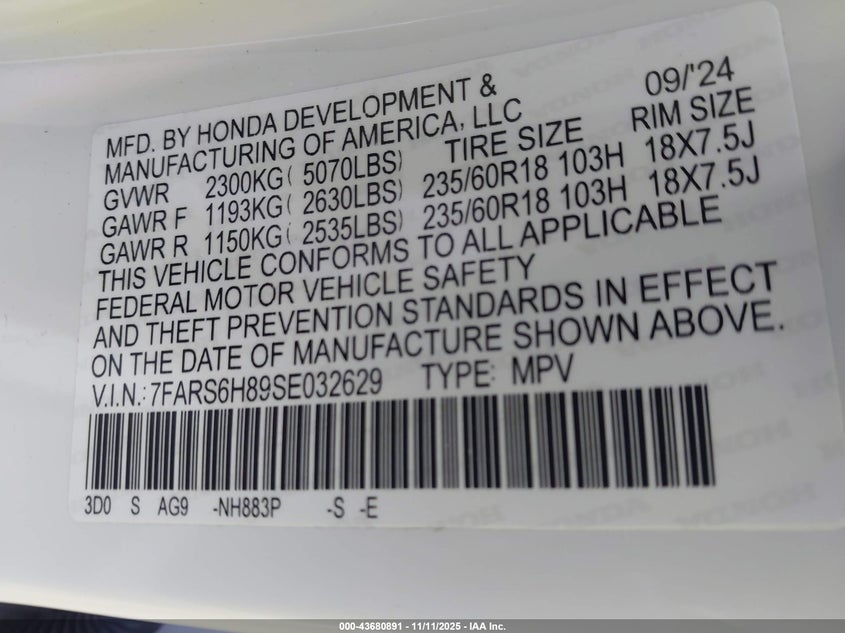 09/'24
MFD. BY HONDA DEVELOPMENT &
MANUFACTURING OF AMERICA, LLC
TIRE SIZE RIM SIZE
GVWR 2300KG( 5070LBS)
GAWR F 1193KG( 2630LBS) 235/60R18 103H 18X7.5J
GAWR R 1150KG( 2535LBS) 235/60R18 103H 18X7.5J
THIS VEHICLE CONFORMS TO ALL APPLICABLE
FEDERAL MOTOR VEHICLE SAFETY
AND THEFT PREVENTION STANDARDS IN EFFECT
ON THE DATE OF MANUFACTURE SHOWN ABOVE.
V.I.N.: 7FARS6H89SE032629 TYPE: MPV
3D0 S AG9 -NH883P -S -E
000-43680891 - 11/11/2025 - IAA Inc.